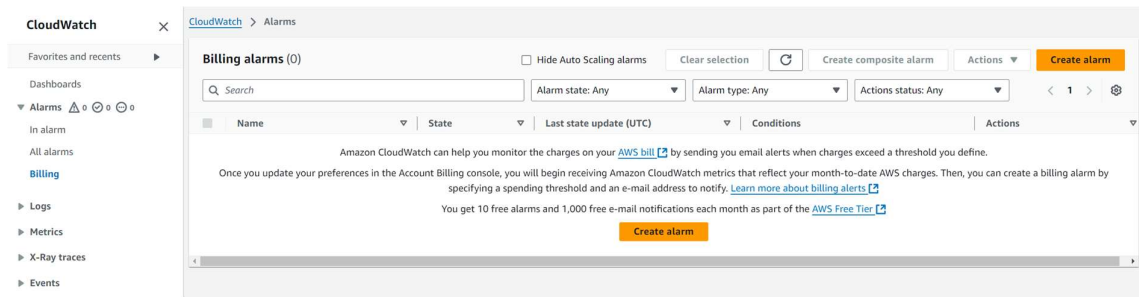 CloudWatch
CloudWatch > Alarms
Favorites and recents
Dashboards
Alarms 0 0 0
In alarm
All alarms
Billing
Logs
Metrics
X-Ray traces
Events
Billing alarms (0)
Hide Auto Scaling alarms
Clear selection
Create composite alarm
Actions
Create alarm
Search
Alarm state: Any
Alarm type: Any
Actions status: Any
< 1 >
Name State Last state update (UTC) Conditions Actions
Amazon CloudWatch can help you monitor the charges on your AWS bill by sending you email alerts when charges exceed a threshold you define.
Once you update your preferences in the Account Billing console, you will begin receiving Amazon CloudWatch metrics that reflect your month-to-date AWS charges. Then, you can create a billing alarm by
specifying a spending threshold and an e-mail address to notify. Learn more about billing alerts
You get 10 free alarms and 1,000 free e-mail notifications each month as part of the AWS Free Tier
Create alarm